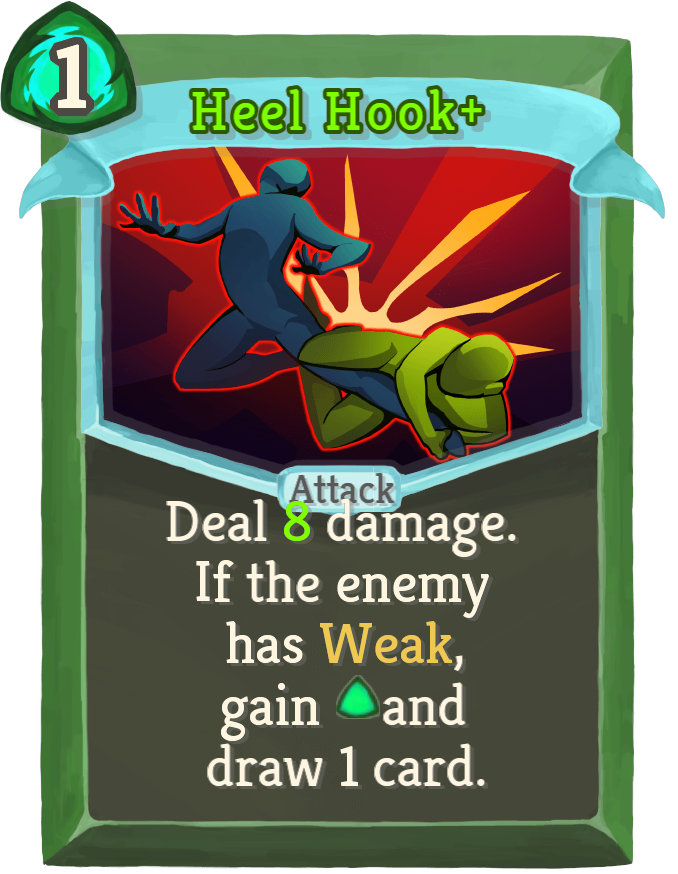 1
Heel Hook+
Attack
Deal 8 damage.
If the enemy
has Weak,
gain and
draw 1 card.